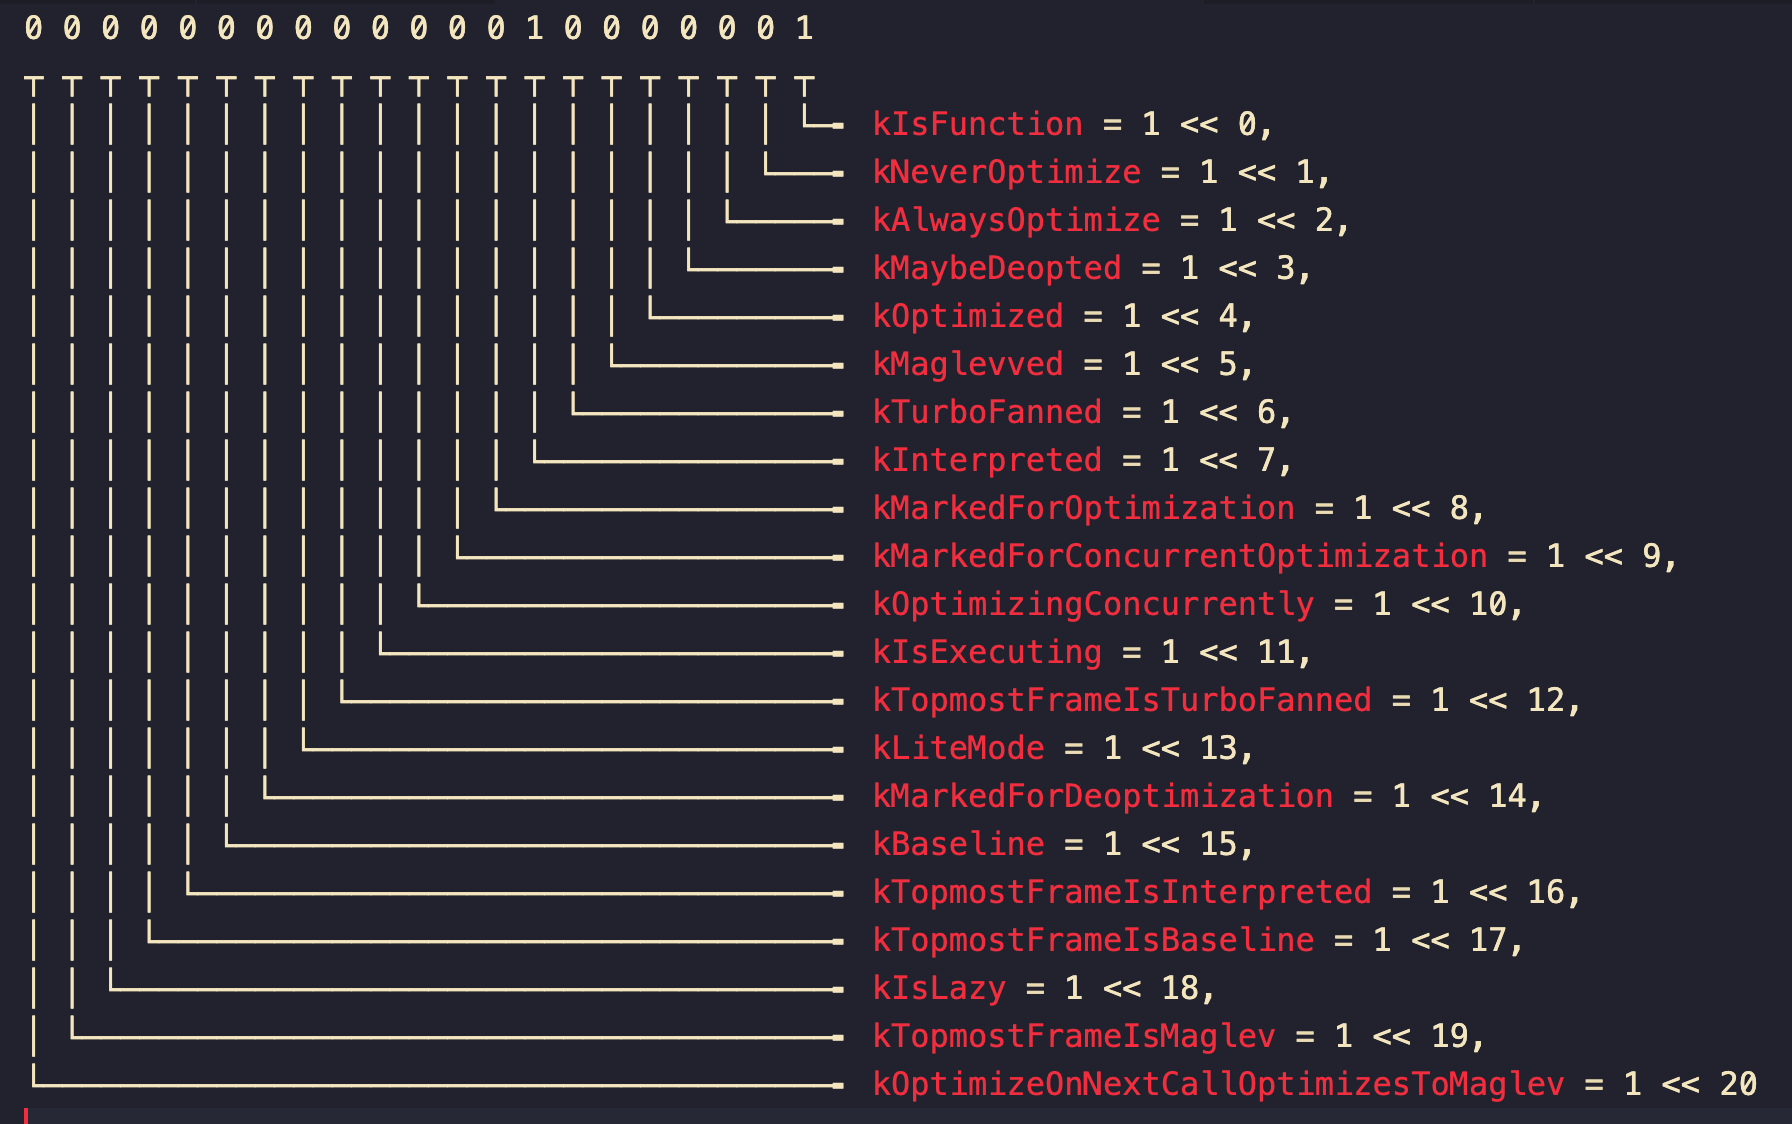 0 0 0 0 0 0 0 0 0 0 0 0 0 1 0 0 0 0 0 0 1
kIsFunction = 1 << 0,
kNeverOptimize = 1 << 1,
kAlwaysOptimize = 1 << 2,
kMaybeDeopted = 1 << 3,
kOptimized = 1 << 4,
kMaglevved = 1 << 5,
kTurboFanned = 1 << 6,
kInterpreted = 1 << 7,
kMarkedForOptimization = 1 << 8,
kMarkedForConcurrentOptimization = 1 << 9,
kOptimizingConcurrently = 1 << 10,
kIsExecuting = 1 << 11,
kTopmostFrameIsTurboFanned = 1 << 12,
kLiteMode = 1 << 13,
kMarkedForDeoptimization = 1 << 14,
kBaseline = 1 << 15,
kTopmostFrameIsInterpreted = 1 << 16,
kTopmostFrameIsBaseline = 1 << 17,
kIsLazy = 1 << 18,
kTopmostFrameIsMaglev = 1 << 19,
kOptimizeOnNextCallOptimizesToMaglev = 1 << 20